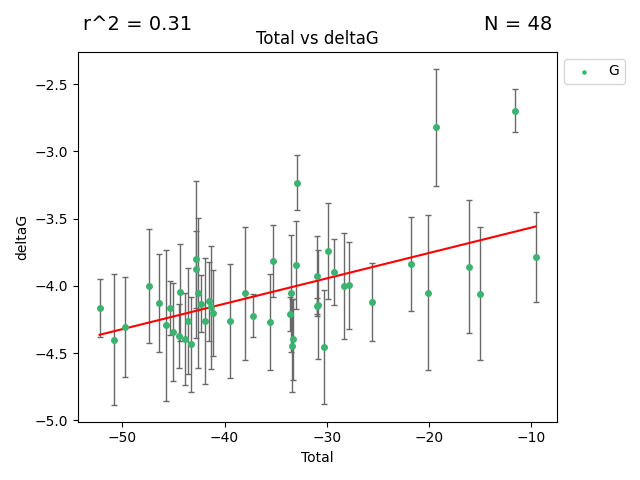 r^2 = 0.31
N = 48
Total vs deltaG
G
−2.5
−3.0
−3.5
−4.0
−4.5
−5.0
deltaG
−50
−40
−30
−20
−10
Total